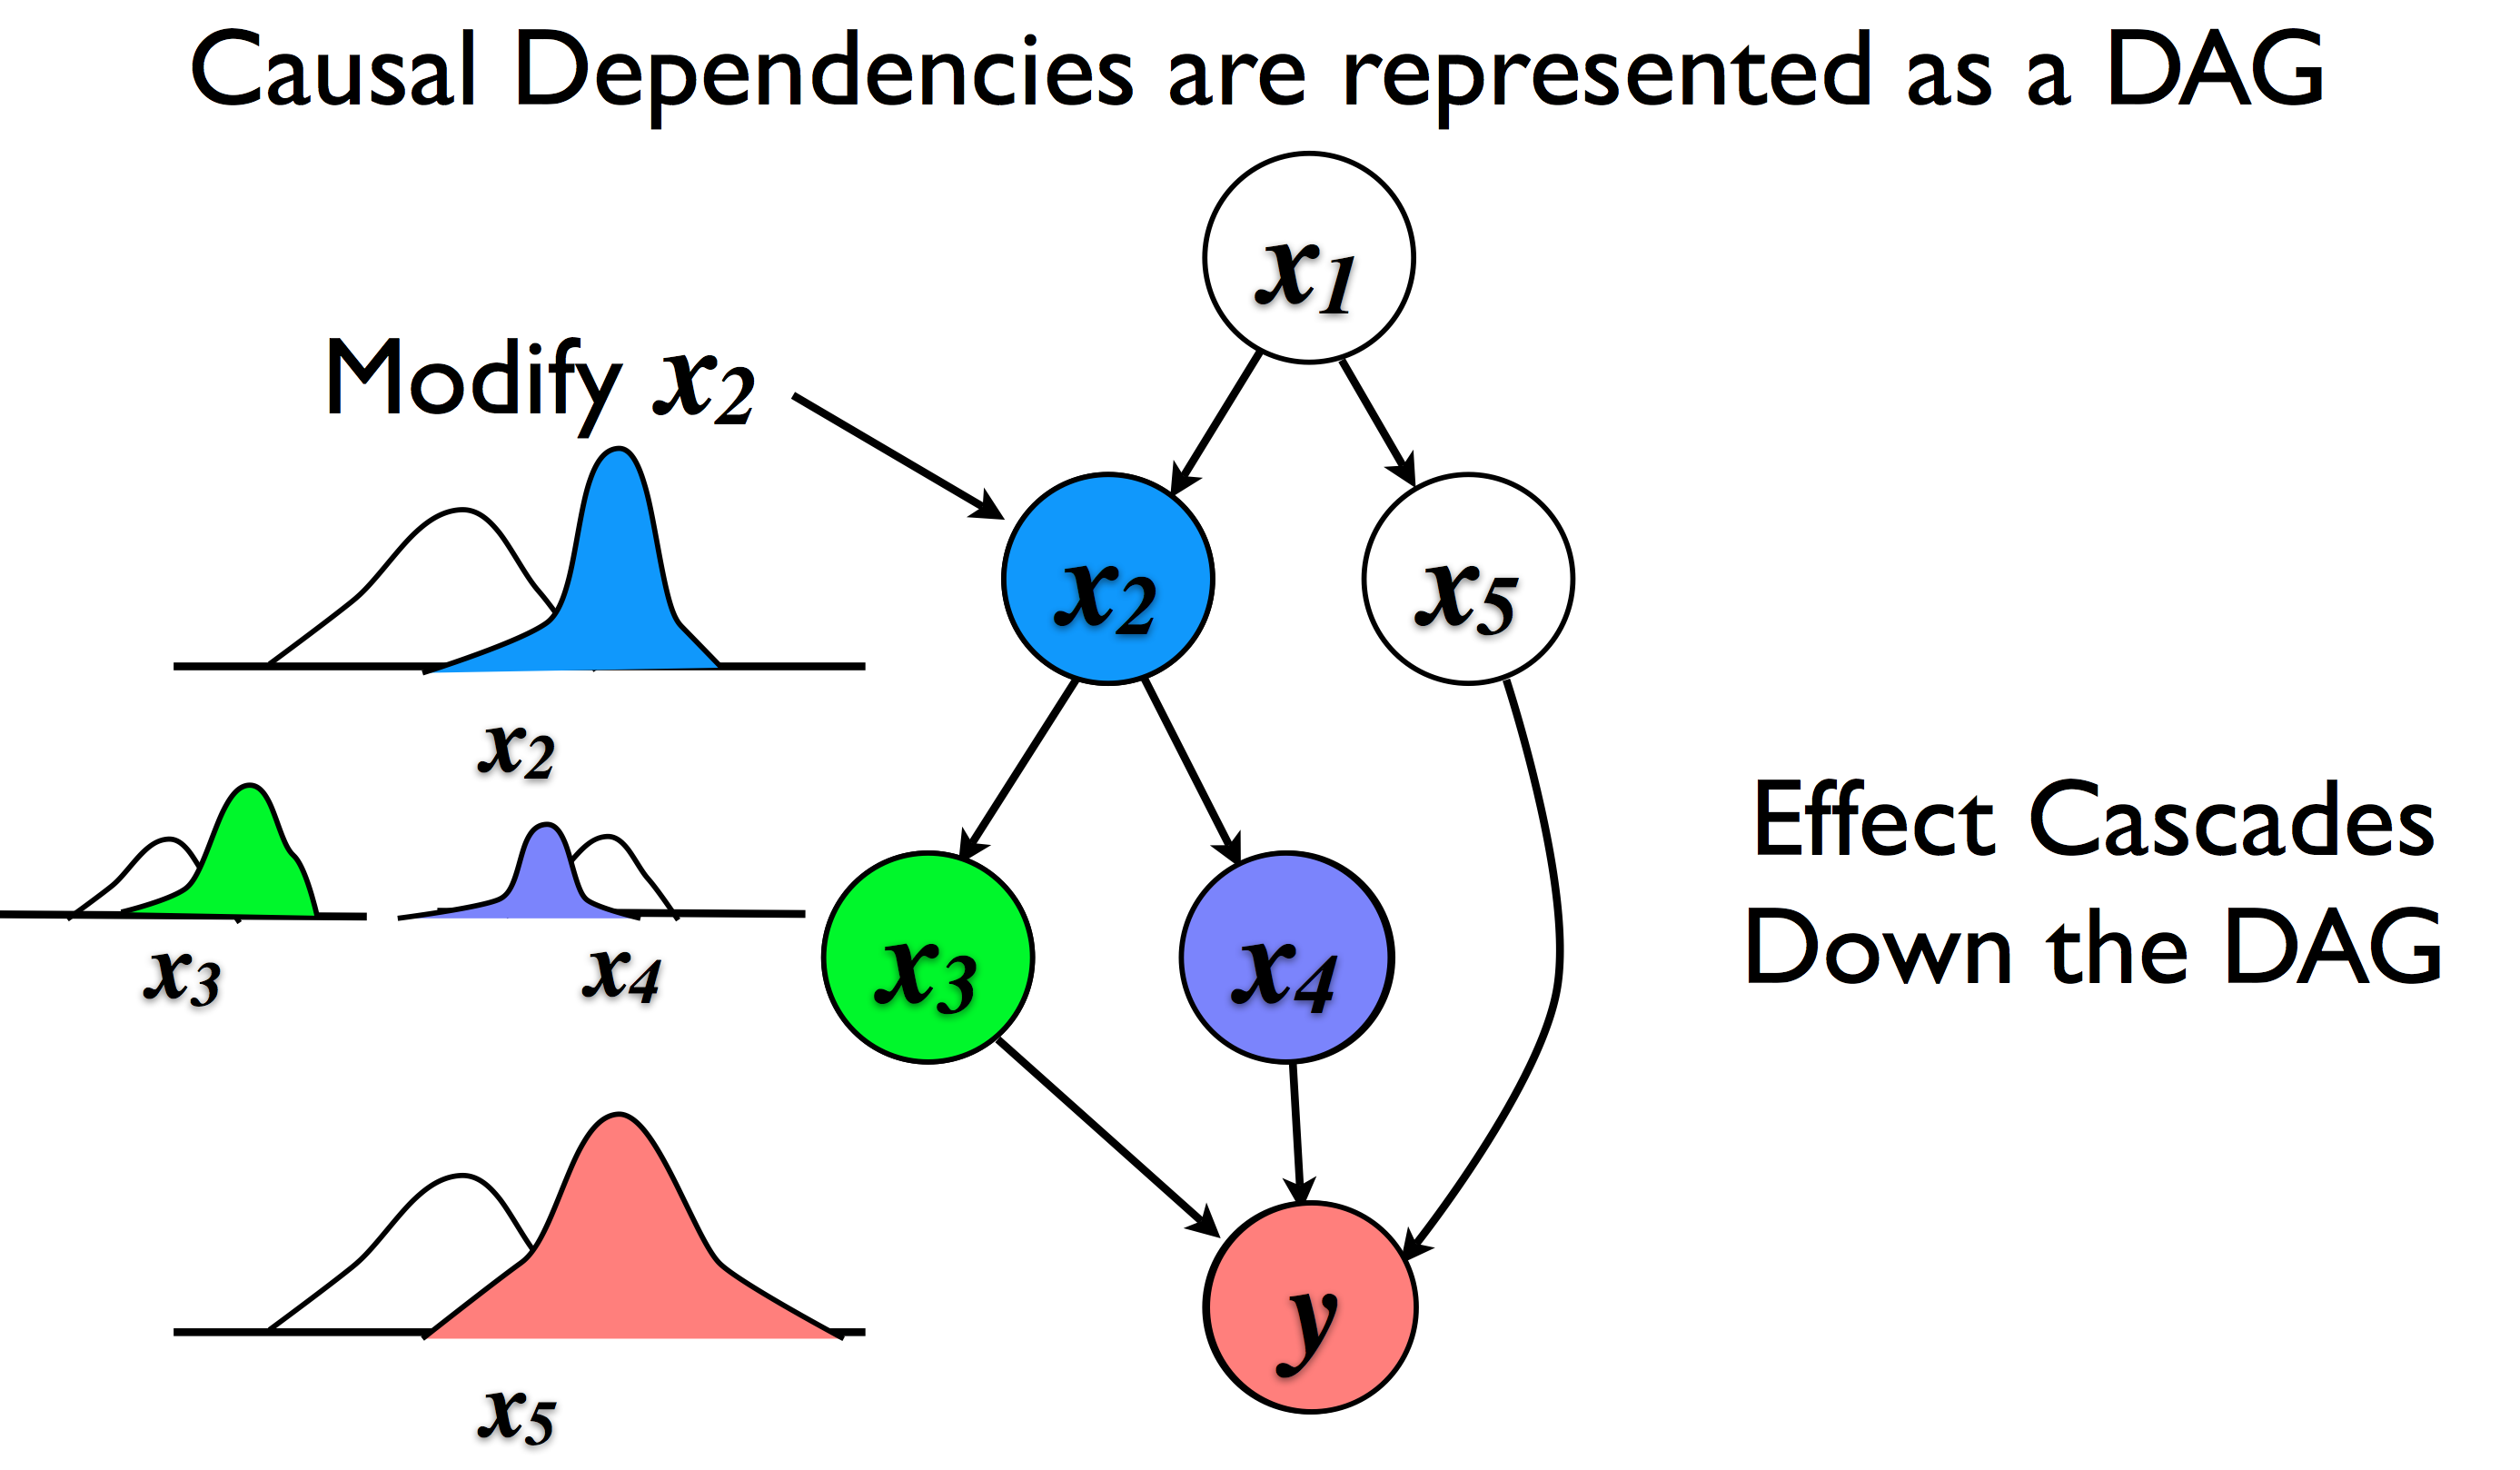 Causal Dependencies are represented as a DAG
x1
Modify x2
x2
x5
x2
Effect Cascades
Down the DAG
x3
x4
x3
x4
y
x5